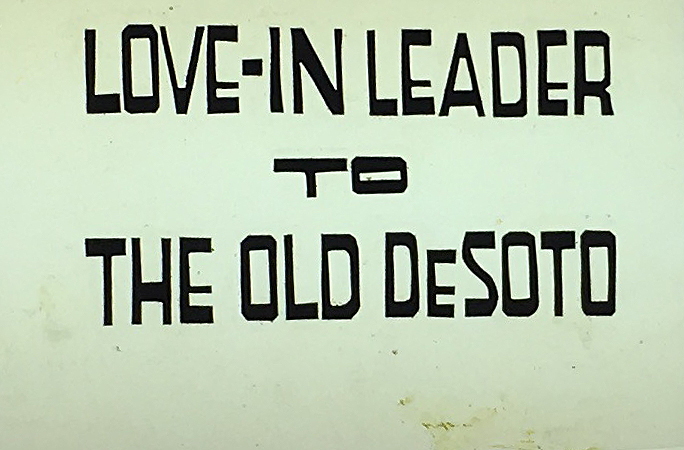 LOVE-IN LEADER
TO
THE OLD DeSOTO